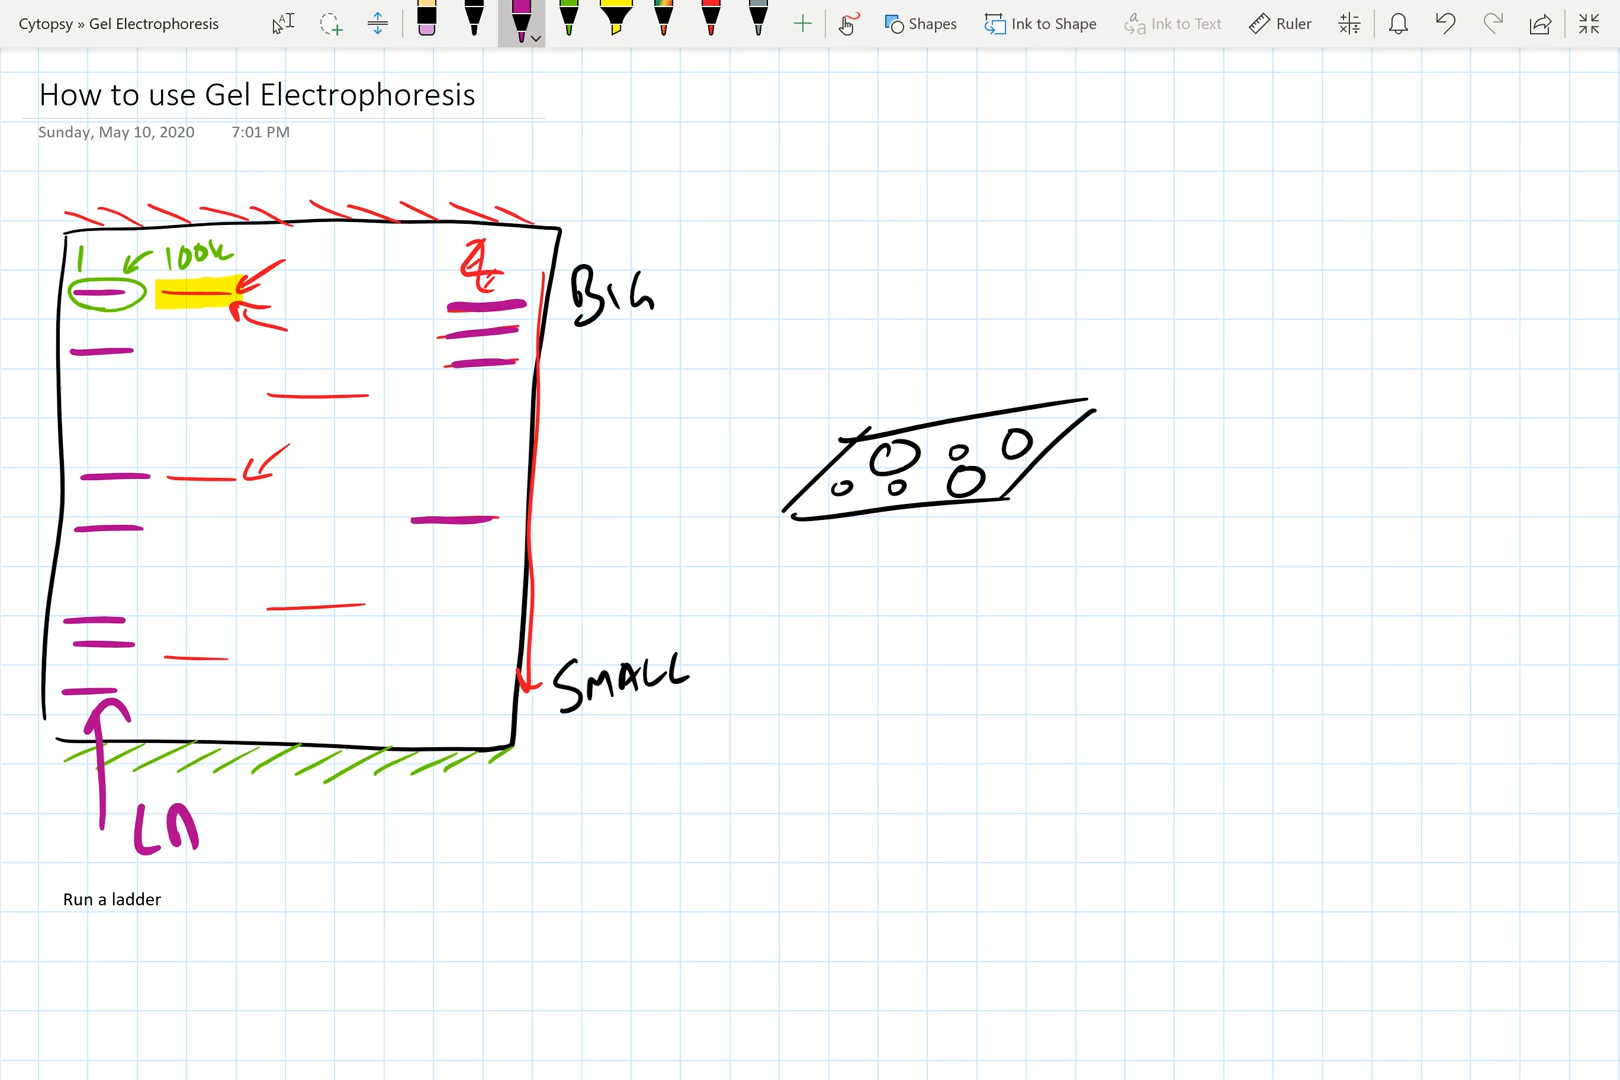 Cytopsy » Gel Electrophoresis
Shapes Ink to Shape Ink to Text Ruler
How to use Gel Electrophoresis
Sunday, May 10, 2020 7:01 PM
1 100k
BIG
SMALL
Run a ladder